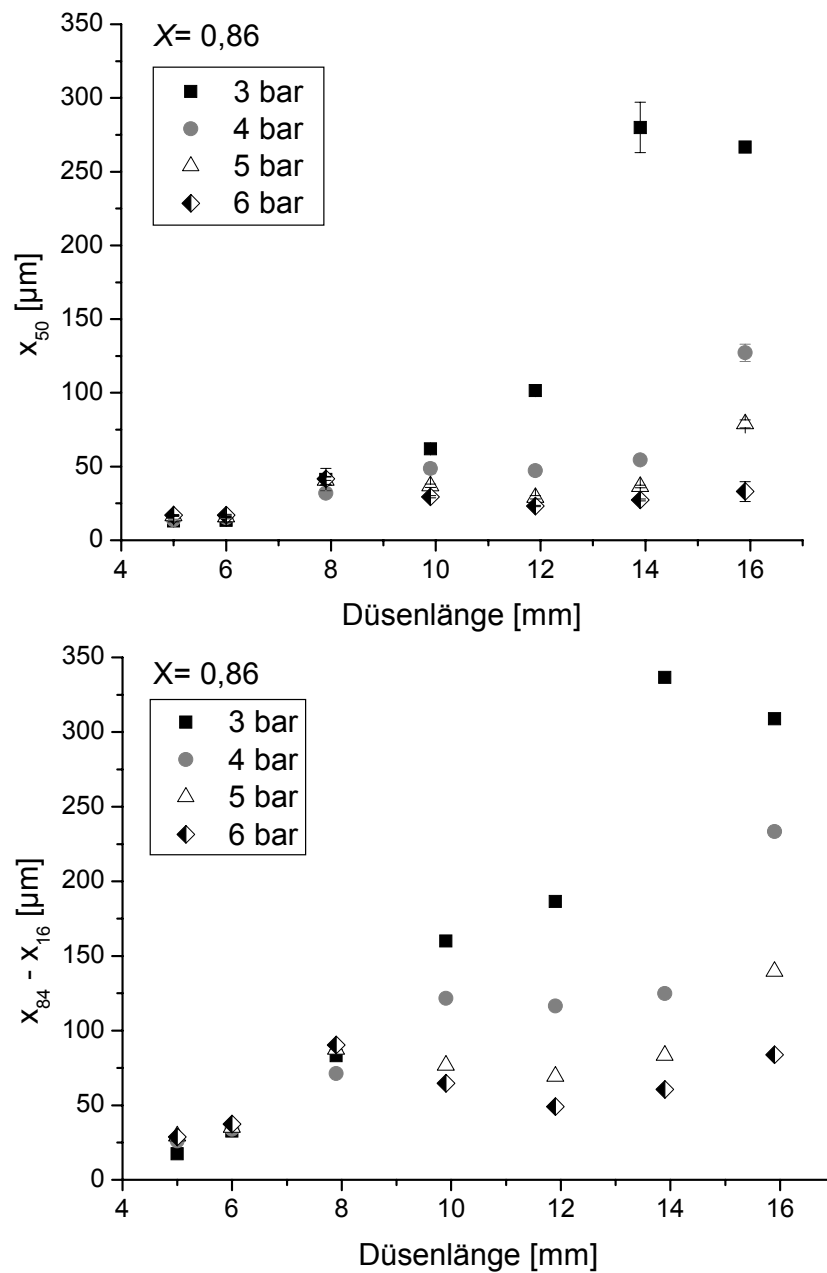 X= 0,86
3 bar
4 bar
5 bar
6 bar
350
300
250
200
150
100
50
0
x50 [µm]
4 6 8 10 12 14 16
Düsenlänge [mm]
X= 0,86
3 bar
4 bar
5 bar
6 bar
350
300
250
200
150
100
50
0
x84 - x16 [µm]
4 6 8 10 12 14 16
Düsenlänge [mm]